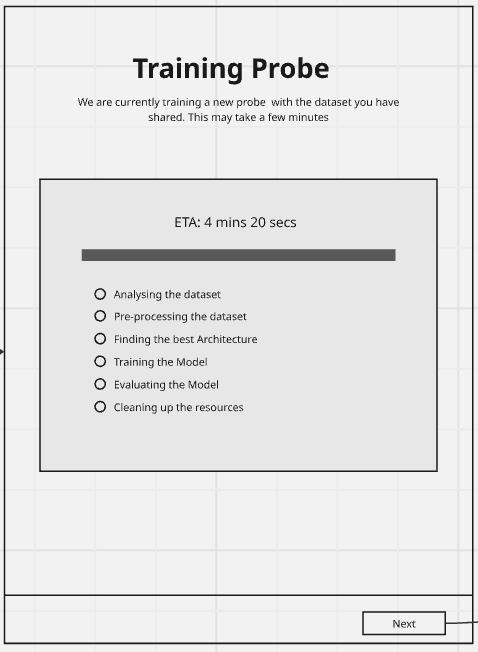 Training Probe
We are currently training a new probe  with the dataset you have
shared. This may take a few minutes
ETA: 4 mins 20 secs
Analysing the dataset
Pre-processing the dataset
Finding the best Architecture
Training the Model
Evaluating the Model
Cleaning up the resources
Next